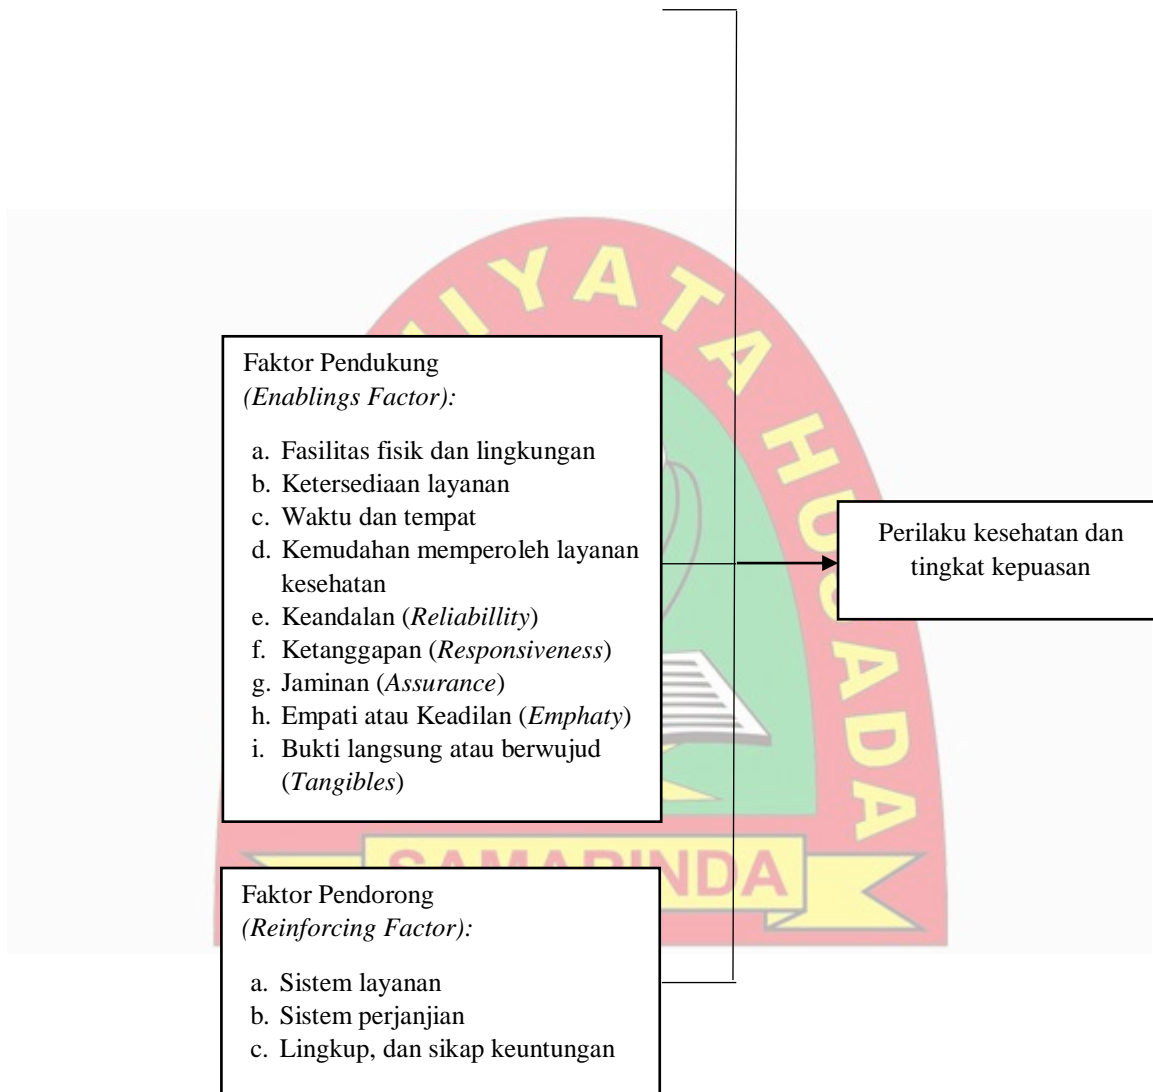 Faktor Pendukung
(Enablings Factor):
a. Fasilitas fisik dan lingkungan
b. Ketersediaan layanan
c. Waktu dan tempat
d. Kemudahan memperoleh layanan
kesehatan
e. Keandalan (Reliabillity)
f. Ketanggapan (Responsiveness)
g. Jaminan (Assurance)
h. Empati atau Keadilan (Emphaty)
i. Bukti langsung atau berwujud
(Tangibles)
Perilaku kesehatan dan
tingkat kepuasan
Faktor Pendorong
(Reinforcing Factor):
a. Sistem layanan
b. Sistem perjanjian
c. Lingkup, dan sikap keuntungan
SAMARINDA